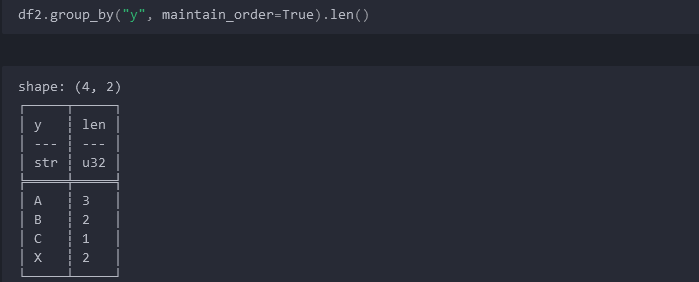 df2.group_by("y", maintain_order=True).len()
shape: (4, 2)
┌─────┬─────┐
│ y   ┆ len │
│ --- ┆ --- │
│ str ┆ u32 │
╞═════╪═════╡
│ A   ┆ 3   │
│ B   ┆ 2   │
│ C   ┆ 1   │
│ X   ┆ 2   │
└─────┴─────┘